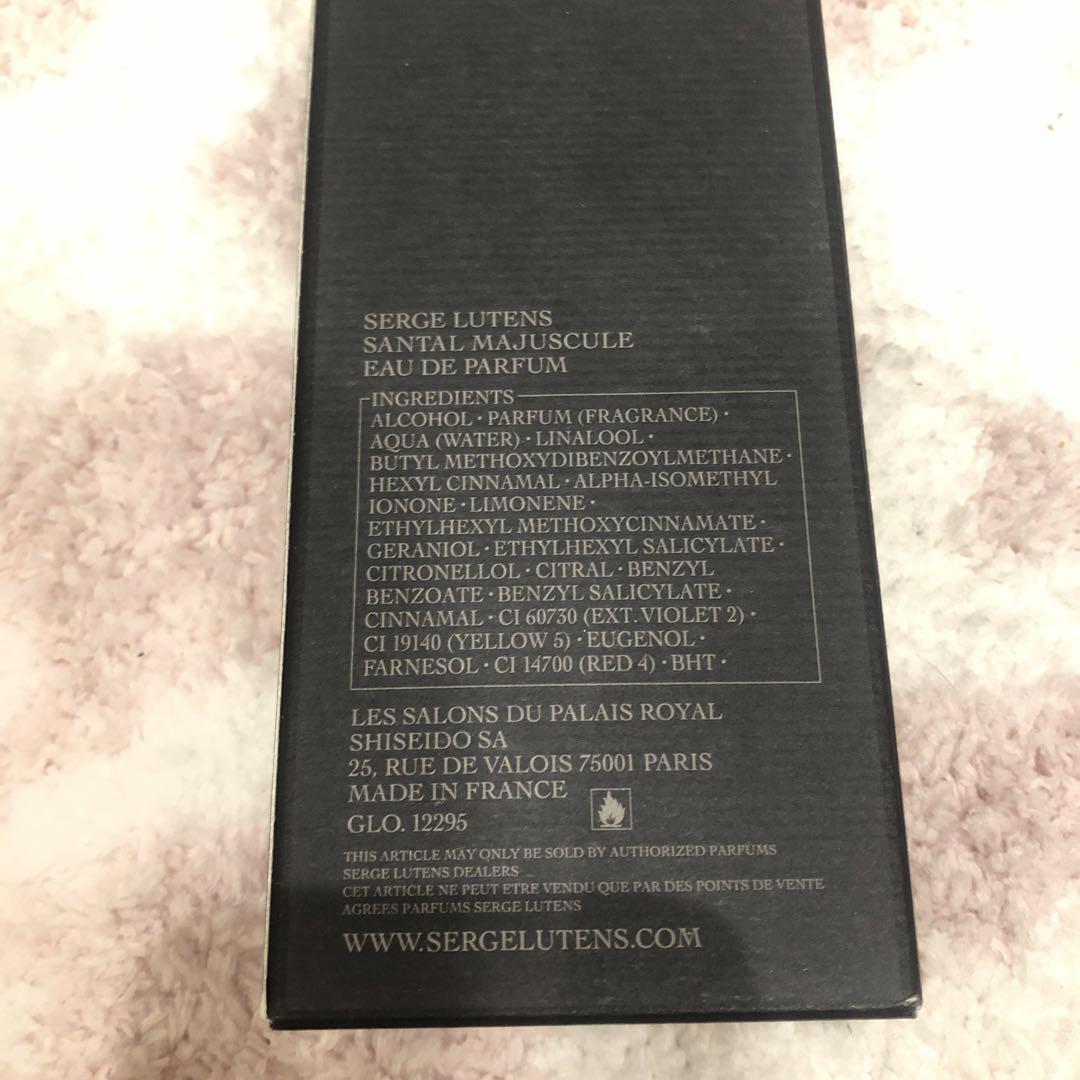 SERGE LUTENS
SANTAL MAJUSCULE
EAU DE PARFUM
INGREDIENTS
ALCOHOL · PARFUM (FRAGRANCE) ·
AQUA (WATER) · LINALOOL ·
BUTYL METHOXYDIBENZOYLMETHANE ·
HEXYL CINNAMAL · ALPHA-ISOMETHYL
IONONE · LIMONENE ·
ETHYLHEXYL METHOXYCINNAMATE ·
GERANIOL · ETHYLHEXYL SALICYLATE ·
CITRONELLOL · CITRAL · BENZYL
BENZOATE · BENZYL SALICYLATE ·
CINNAMAL · CI 60730 (EXT. VIOLET 2) ·
CI 19140 (YELLOW 5) · EUGENOL ·
FARNESOL · CI 14700 (RED 4) · BHT ·
LES SALONS DU PALAIS ROYAL
SHISEIDO SA
25, RUE DE VALOIS 75001 PARIS
MADE IN FRANCE
GLO. 12295
THIS ARTICLE MAY ONLY BE SOLD BY AUTHORIZED PARFUMS
SERGE LUTENS DEALERS
CET ARTICLE NE PEUT ETRE VENDU QUE PAR DES POINTS DE VENTE
AGREES PARFUMS SERGE LUTENS
WWW.SERGELUTENS.COM